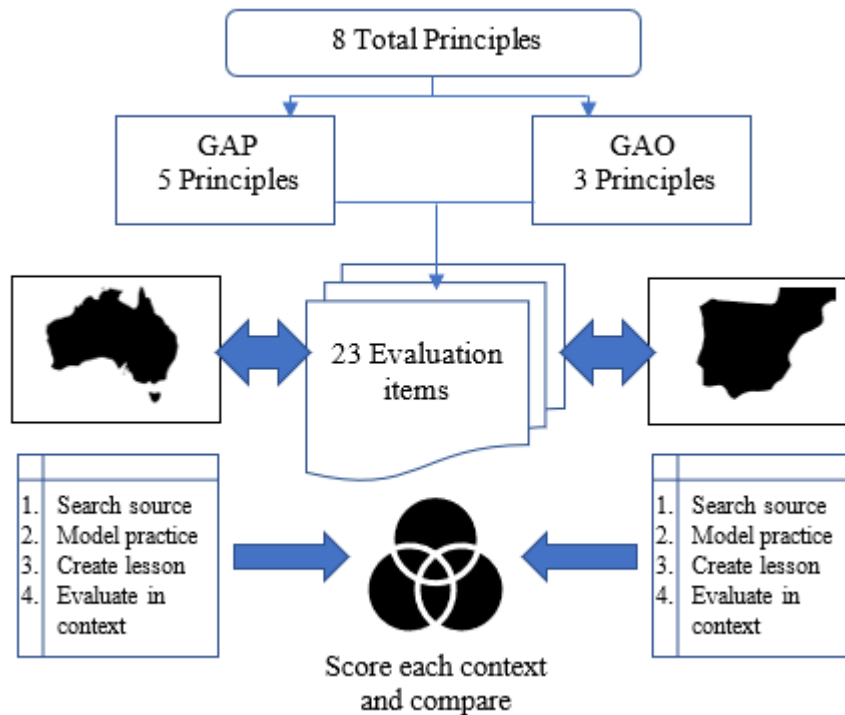 8 Total Principles
GAP
5 Principles
GAO
3 Principles
23 Evaluation
items
1. Search source
2. Model practice
3. Create lesson
4. Evaluate in
context
1. Search source
2. Model practice
3. Create lesson
4. Evaluate in
context
Score each context
and compare